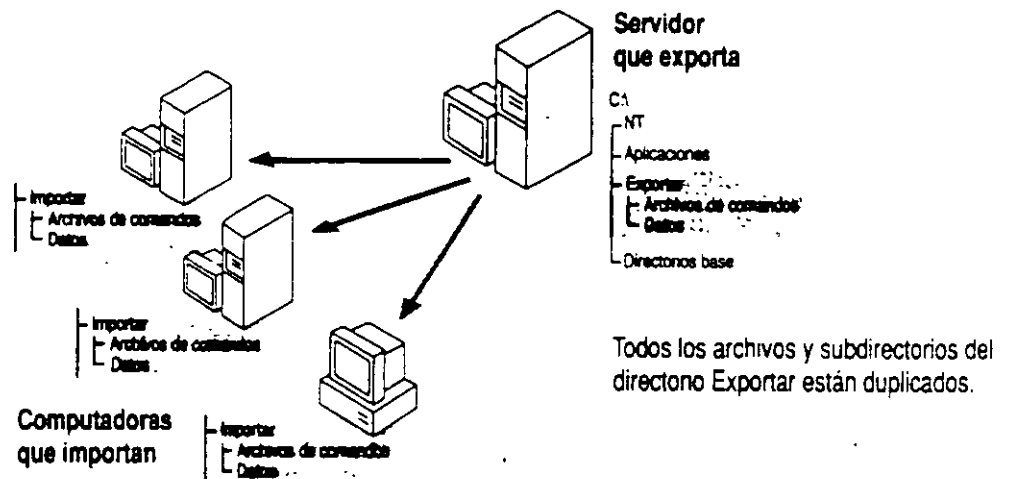 Servidor
que exporta
C:\
NT
Aplicaciones
Exportar
Archivos de comandos
Datos
Directorios base
Importar
Archivos de comandos
Datos
Importar
Archivos de comandos
Datos
Todos los archivos y subdirectorios del
directorio Exportar están duplicados.
Computadoras
que importan
Importar
Archivos de comandos
Datos